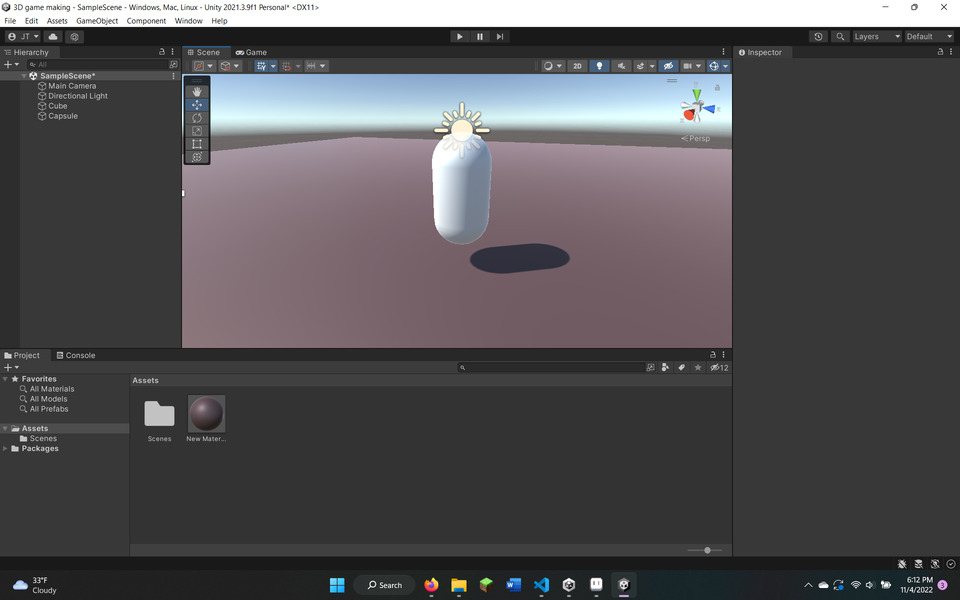 3D game making - SampleScene - Windows, Mac, Linux - Unity 2021.3.9f1 Personal* <DX11>
File Edit Assets GameObject Component Window Help
JT Layers Default
Hierarchy Scene Game Inspector
All 2D
SampleScene*
Main Camera
Directional Light
Cube
Capsule
Persp
Project Console
12
Favorites
All Materials
All Models
All Prefabs
Assets
Scenes
Packages
Assets
Scenes New Mater...
33°F
Cloudy
Search
6:12 PM
11/4/2022
3